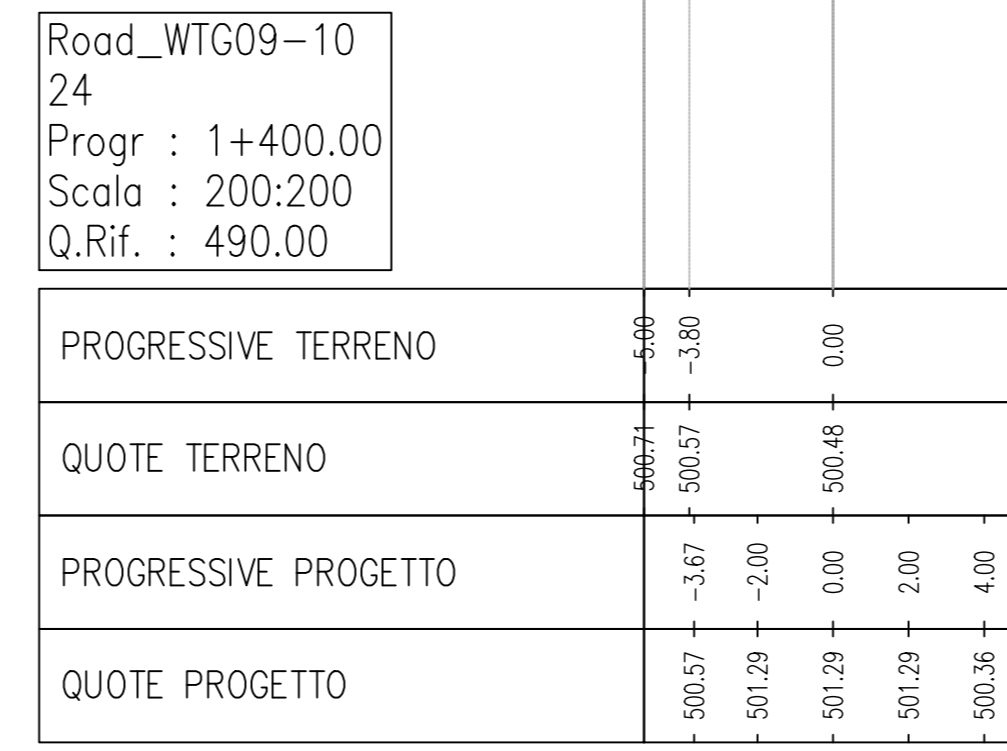 Road_WTG09-10
24
Progr : 1+400.00
Scala : 200:200
Q.Rif. : 490.00
PROGRESSIVE TERRENO -5.00 -3.80 0.00
QUOTE TERRENO 500.71 500.57 500.48
PROGRESSIVE PROGETTO -3.67 -2.00 0.00 2.00 4.00
QUOTE PROGETTO 500.57 501.29 501.29 501.29 500.36